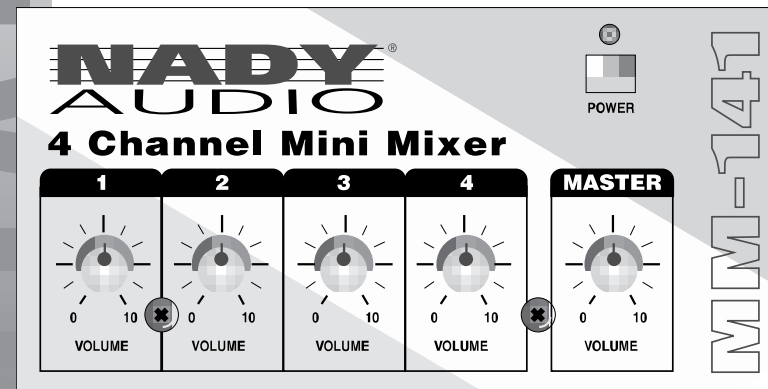 NADY®
AUDIO
4 Channel Mini Mixer
POWER
MM-141
1 2 3 4 MASTER
0 10 0 10 0 10 0 10 0 10
VOLUME VOLUME VOLUME VOLUME VOLUME